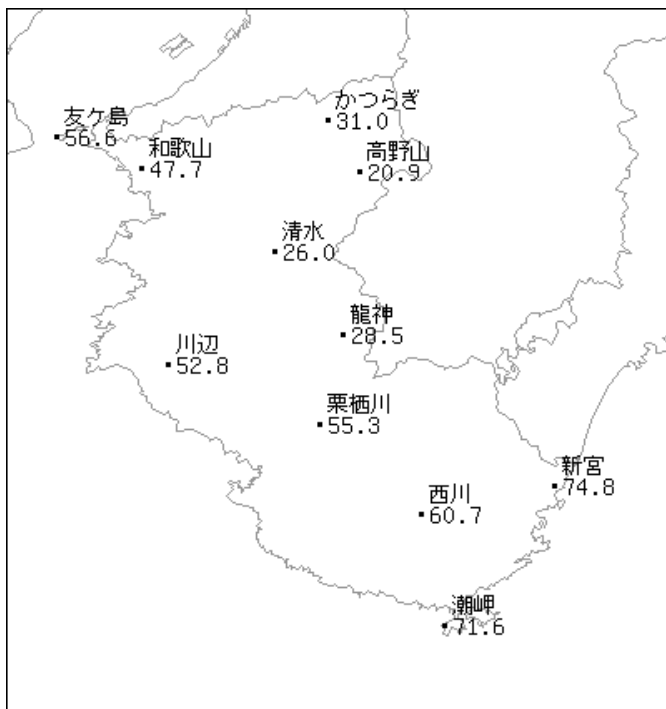 かつらぎ
31.0
友ケ島
56.6
和歌山
47.7
高野山
20.9
清水
26.0
龍神
28.5
川辺
52.8
栗栖川
55.3
新宮
74.8
西川
60.7
潮岬
71.6